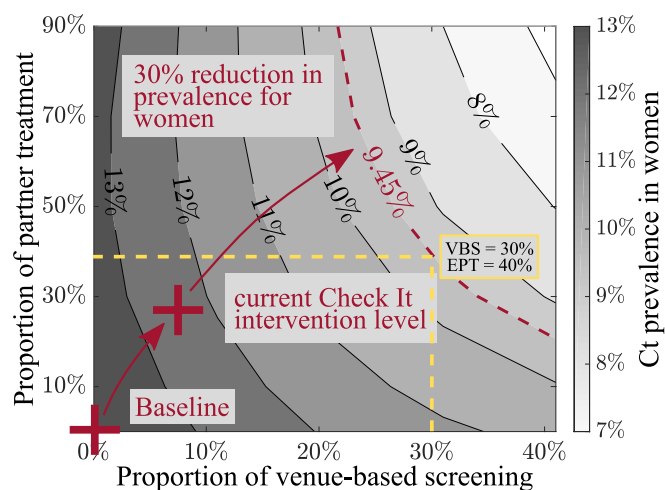 90%
70%
50%
30%
10%
Proportion of partner treatment
30% reduction in
prevalence for
women
13%
12%
11%
10%
9.45%
9%
8%
VBS = 30%
EPT = 40%
current Check It
intervention level
Baseline
0%
10%
20%
30%
40%
Proportion of venue-based screening
13%
12%
11%
10%
9%
8%
7%
Ct prevalence in women